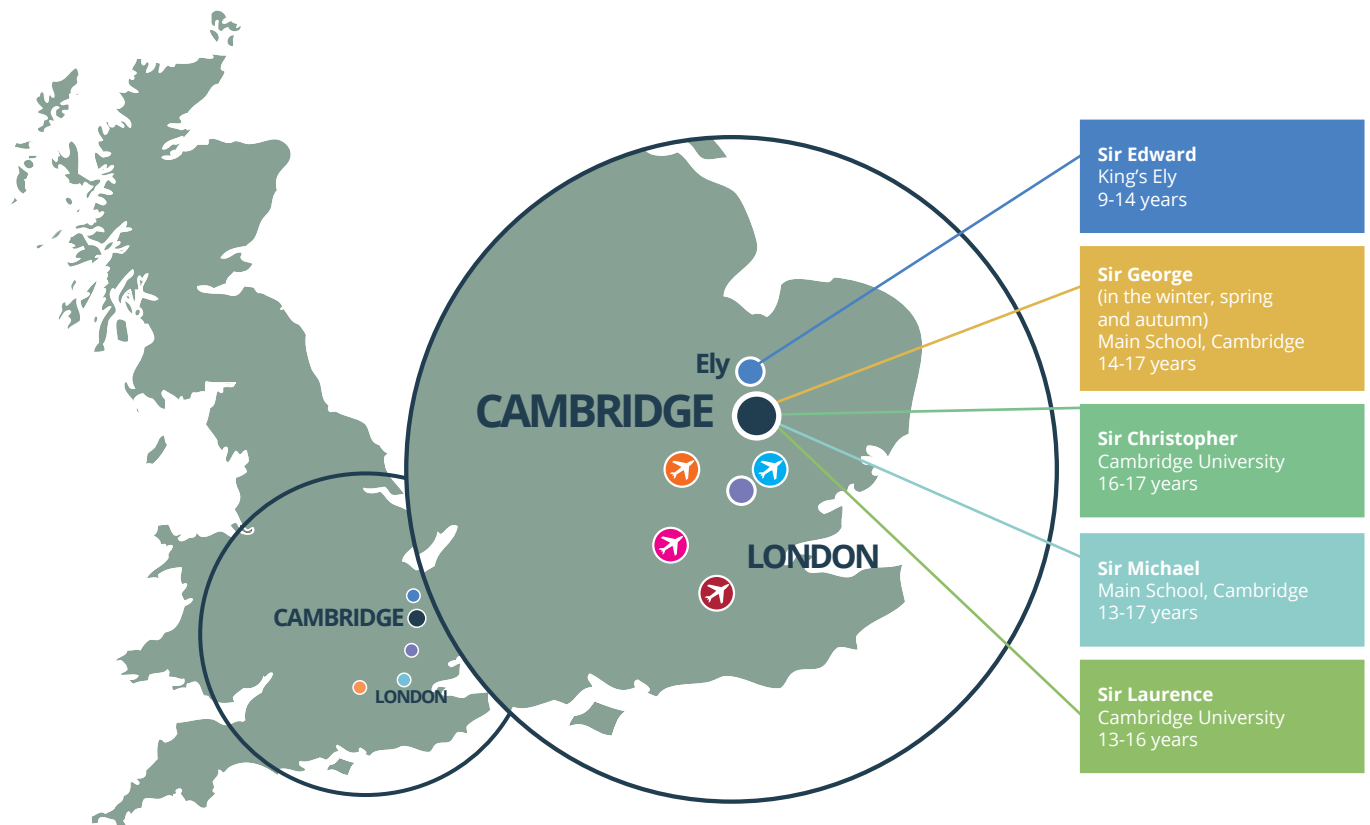 Ely
CAMBRIDGE
LONDON
CAMBRIDGE
LONDON
Sir Edward
King's Ely
9-14 years
Sir George
(in the winter, spring
and autumn)
Main School, Cambridge
14-17 years
Sir Christopher
Cambridge University
16-17 years
Sir Michael
Main School, Cambridge
13-17 years
Sir Laurence
Cambridge University
13-16 years